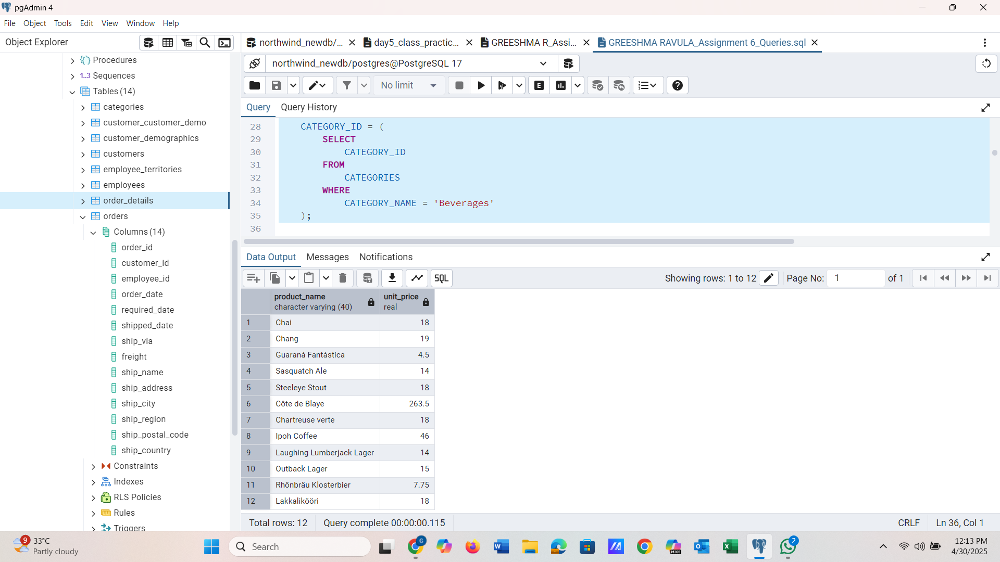 pgAdmin 4
File Object Tools Edit View Window Help
Object Explorer
northwind_newdb/...
day5_class_practic...
GREESHMA R_Assi...
GREESHMA RAVULA_Assignment 6_Queries.sql
Procedures
1..3 Sequences
Tables (14)
categories
customer_customer_demo
customer_demographics
customers
employee_territories
employees
order_details
orders
Columns (14)
order_id
customer_id
employee_id
order_date
required_date
shipped_date
ship_via
freight
ship_name
ship_address
ship_city
ship_region
ship_postal_code
ship_country
Constraints
Indexes
RLS Policies
Rules
Triggers
northwind_newdb/postgres@PostgreSQL 17
No limit
E
Query Query History
28 CATEGORY_ID = (
29 SELECT
30 CATEGORY_ID
31 FROM
32 CATEGORIES
33 WHERE
34 CATEGORY_NAME = 'Beverages'
35 );
36
Data Output Messages Notifications
SQL
Showing rows: 1 to 12
Page No: 1 of 1
product_name
character varying (40)
unit_price
real
1 Chai 18
2 Chang 19
3 Guaraná Fantástica 4.5
4 Sasquatch Ale 14
5 Steeleye Stout 18
6 Côte de Blaye 263.5
7 Chartreuse verte 18
8 Ipoh Coffee 46
9 Laughing Lumberjack Lager 14
10 Outback Lager 15
11 Rhönbräu Klosterbier 7.75
12 Lakkalikööri 18
Total rows: 12 Query complete 00:00:00.115
CRLF Ln 36, Col 1
9
33°C
Partly cloudy
Search
G
M365
2
12:13 PM
4/30/2025